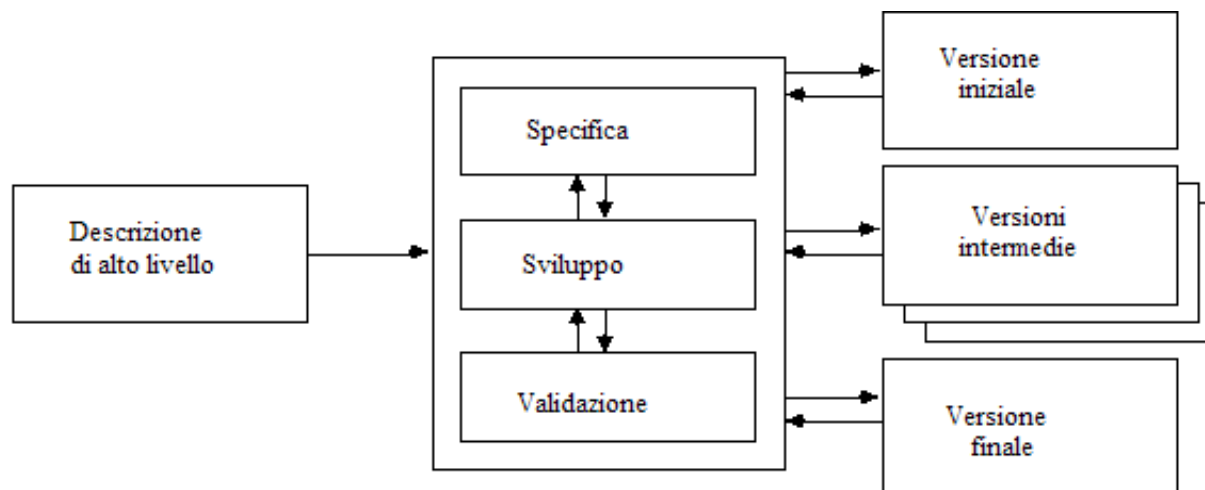 Descrizione
di alto livello
Specifica
Sviluppo
Validazione
Versione
iniziale
Versioni
intermedie
Versione
finale